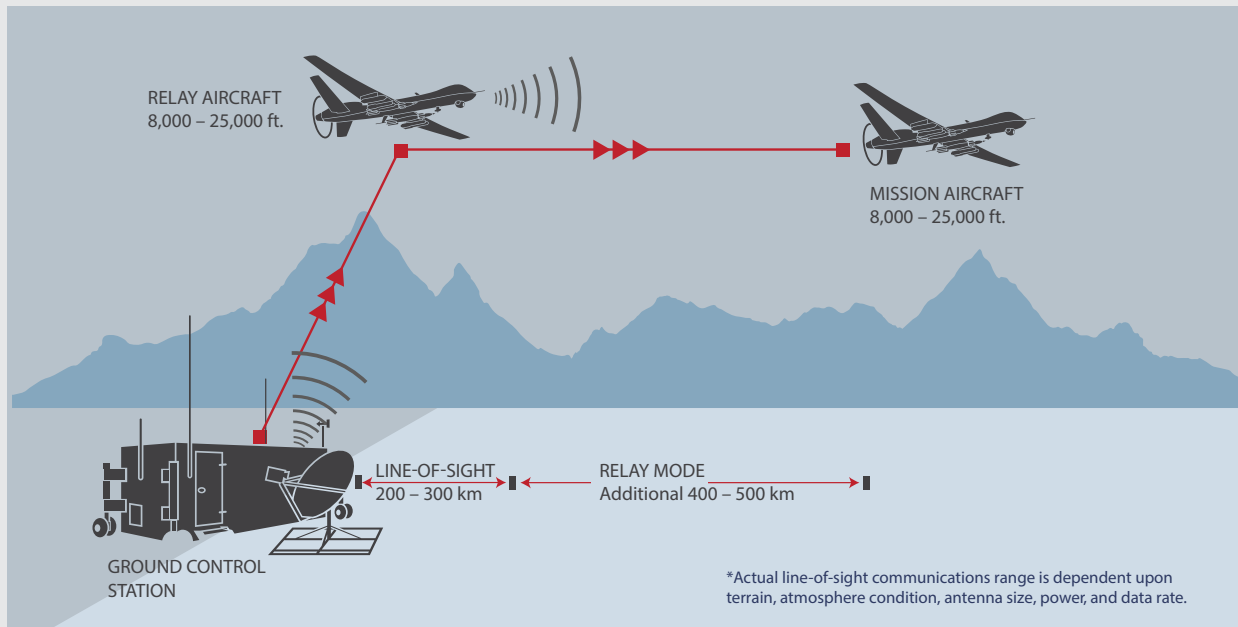 RELAY AIRCRAFT
8,000 – 25,000 ft.
MISSION AIRCRAFT
8,000 – 25,000 ft.
LINE-OF-SIGHT
200 – 300 km
RELAY MODE
Additional 400 – 500 km
GROUND CONTROL
STATION
*Actual line-of-sight communications range is dependent upon
terrain, atmosphere condition, antenna size, power, and data rate.